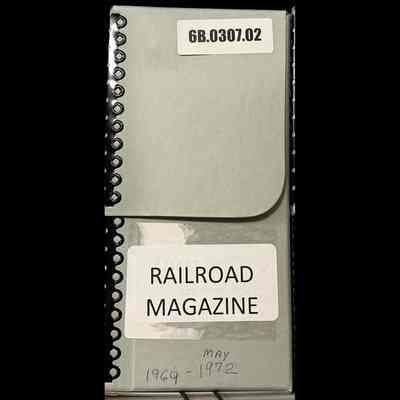 6B.0307.02
RAILROAD
MAGAZINE
MAY
1969 - 1972